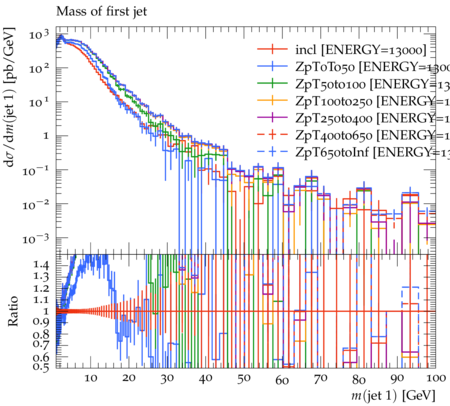 Mass of first jet
dσ/dm(jet 1) [pb/GeV]
10³
10²
10¹
1
10⁻¹
10⁻²
10⁻³
incl [ENERGY=13000]
ZpT0To50 [ENERGY=1300
ZpT50to100 [ENERGY=13
ZpT100to250 [ENERGY=1
ZpT250to400 [ENERGY=1
ZpT400to650 [ENERGY=1
ZpT650toInf [ENERGY=13
Ratio
1.4
1.3
1.2
1.1
1
0.9
0.8
0.7
0.6
0.5
10 20 30 40 50 60 70 80 90 100
m(jet 1) [GeV]